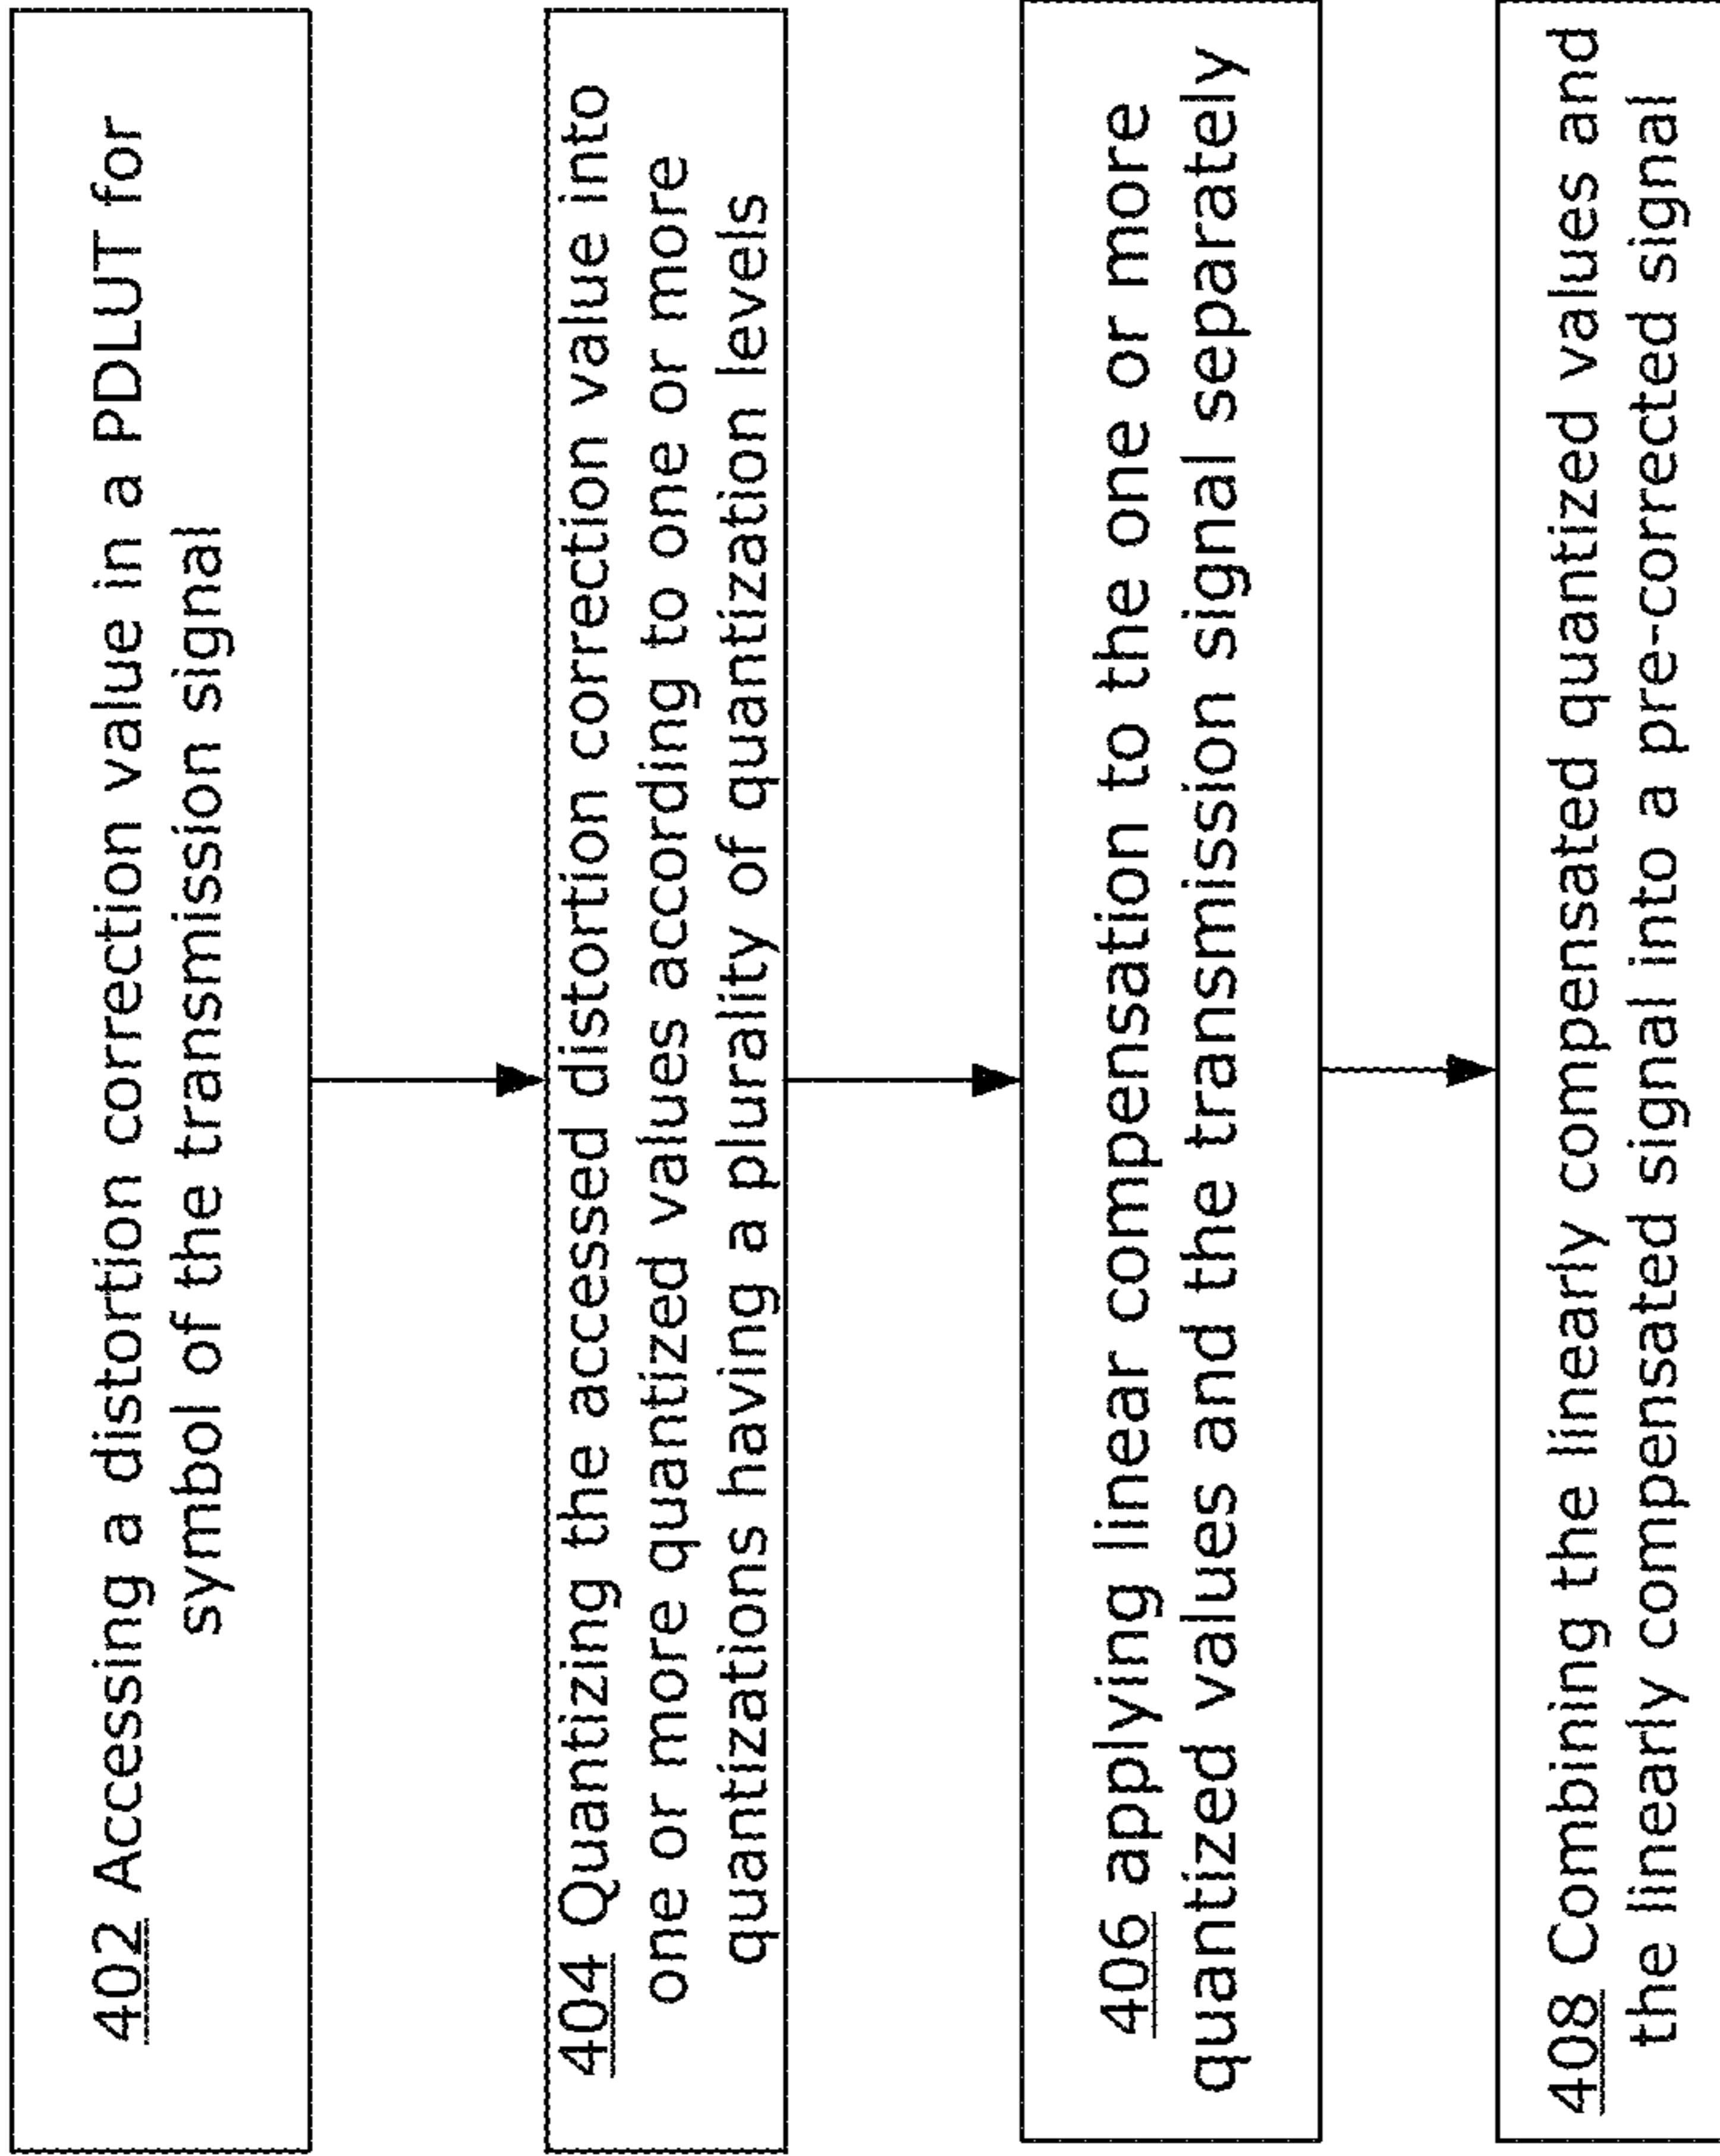 402 Accessing a distortion correction value in a PDLUT for
symbol of the transmission signal
404 Quantizing the accessed distortion correction value into
one or more quantized values according to one or more
quantizations having a plurality of quantization levels
406 applying linear compensation to the one or more
quantized values and the transmission signal separately
408 Combining the linearly compensated quantized values and
the linearly compensated signal into a pre-corrected signal